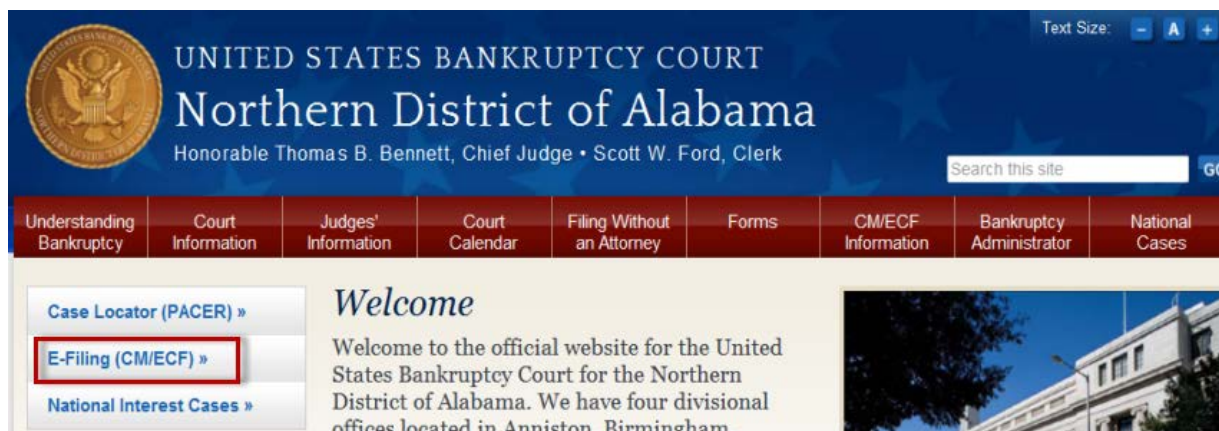 Text Size: - A +
UNITED STATES BANKRUPTCY COURT
Northern District of Alabama
Honorable Thomas B. Bennett, Chief Judge • Scott W. Ford, Clerk
Search this site
Understanding Bankruptcy
Court Information
Judges' Information
Court Calendar
Filing Without an Attorney
Forms
CM/ECF Information
Bankruptcy Administrator
National Cases
Case Locator (PACER) »
E-Filing (CM/ECF) »
National Interest Cases »
Welcome
Welcome to the official website for the United
States Bankruptcy Court for the Northern
District of Alabama. We have four divisional
offices located in Anniston, Birmingham,